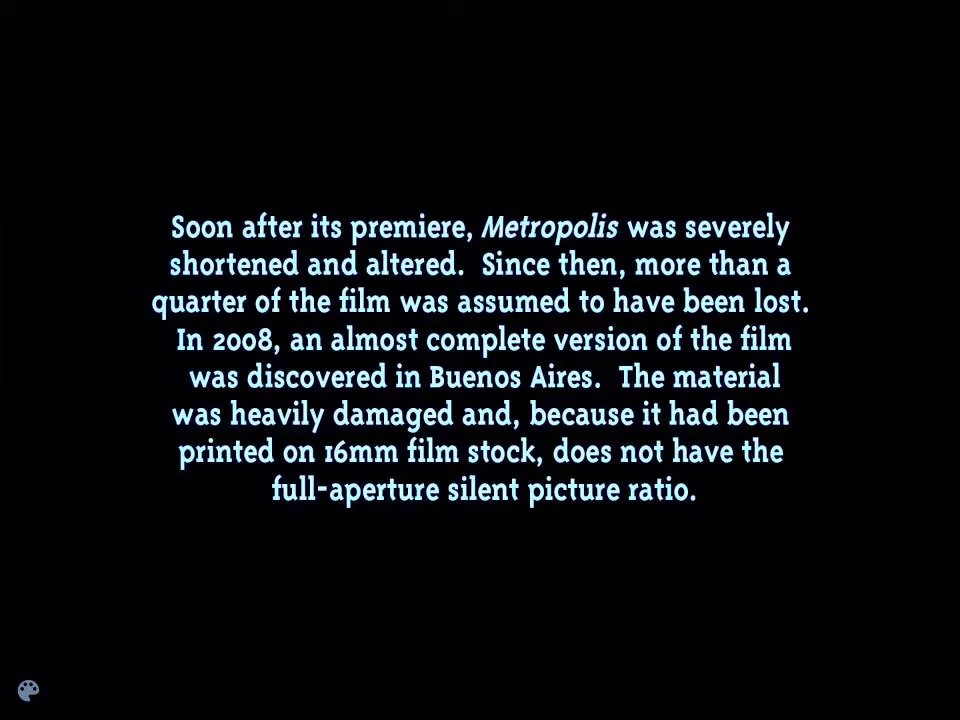 Soon after its premiere, Metropolis was severely
shortened and altered.  Since then, more than a
quarter of the film was assumed to have been lost.
In 2008, an almost complete version of the film
was discovered in Buenos Aires.  The material
was heavily damaged and, because it had been
printed on 16mm film stock, does not have the
full-aperture silent picture ratio.